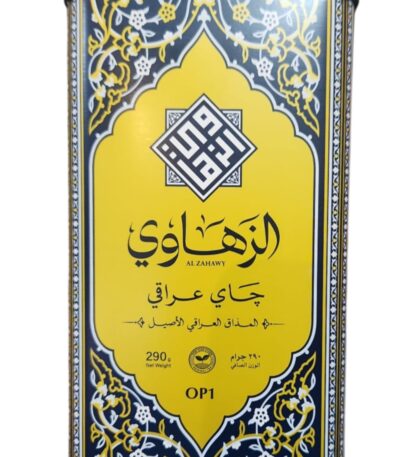 الزهاوي
AL ZAHAWY
چاي عراقي
المذاق العراقي الأصيل
290g
Net Weight
٢٩٠ جرام
الوزن الصافي
OP1